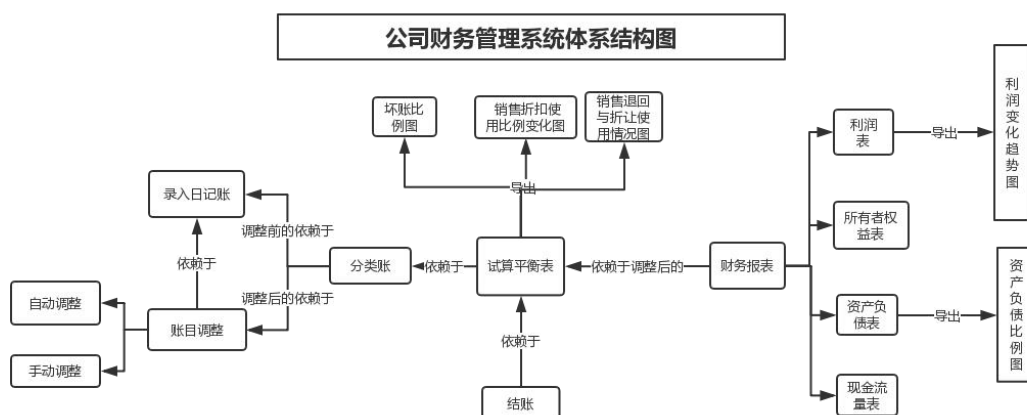 公司财务管理系统体系结构图
坏账比
例图
销售折扣使
用比例变化图
销售退回
与折让使
用情况图
导出
利润
表
导出
利
润
变
化
趋
势
图
录入日记账
调整前的依赖于
所有者权
益表
依赖于
分类账
依赖于
试算平衡表
依赖于调整后的
财务报表
自动调整
调整后的依赖于
账目调整
手动调整
资产负
债表
导出
资
产
负
债
比
例
图
依赖于
结账
现金流
量表